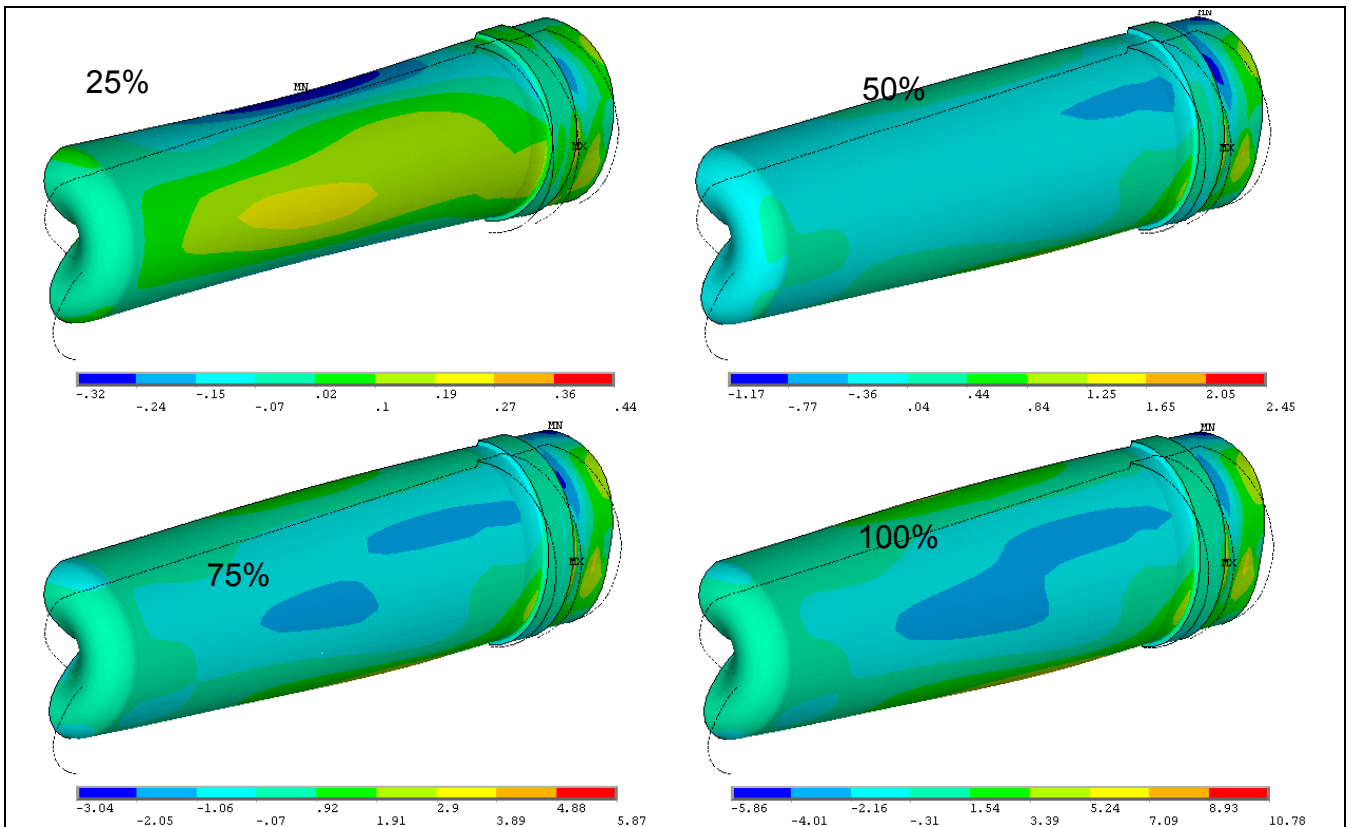 25%
MN
MX
-.32 -.15 .02 .19 .36
-.24 -.07 .1 .27 .44
MN
50%
MX
-1.17 -.36 .44 1.25 2.05
-.77 .04 .84 1.65 2.45
MN
75%
MX
-3.04 -1.06 .92 2.9 4.88
-2.05 -.07 1.91 3.89 5.87
MN
100%
MX
-5.86 -2.16 1.54 5.24 8.93
-4.01 -.31 3.39 7.09 10.78